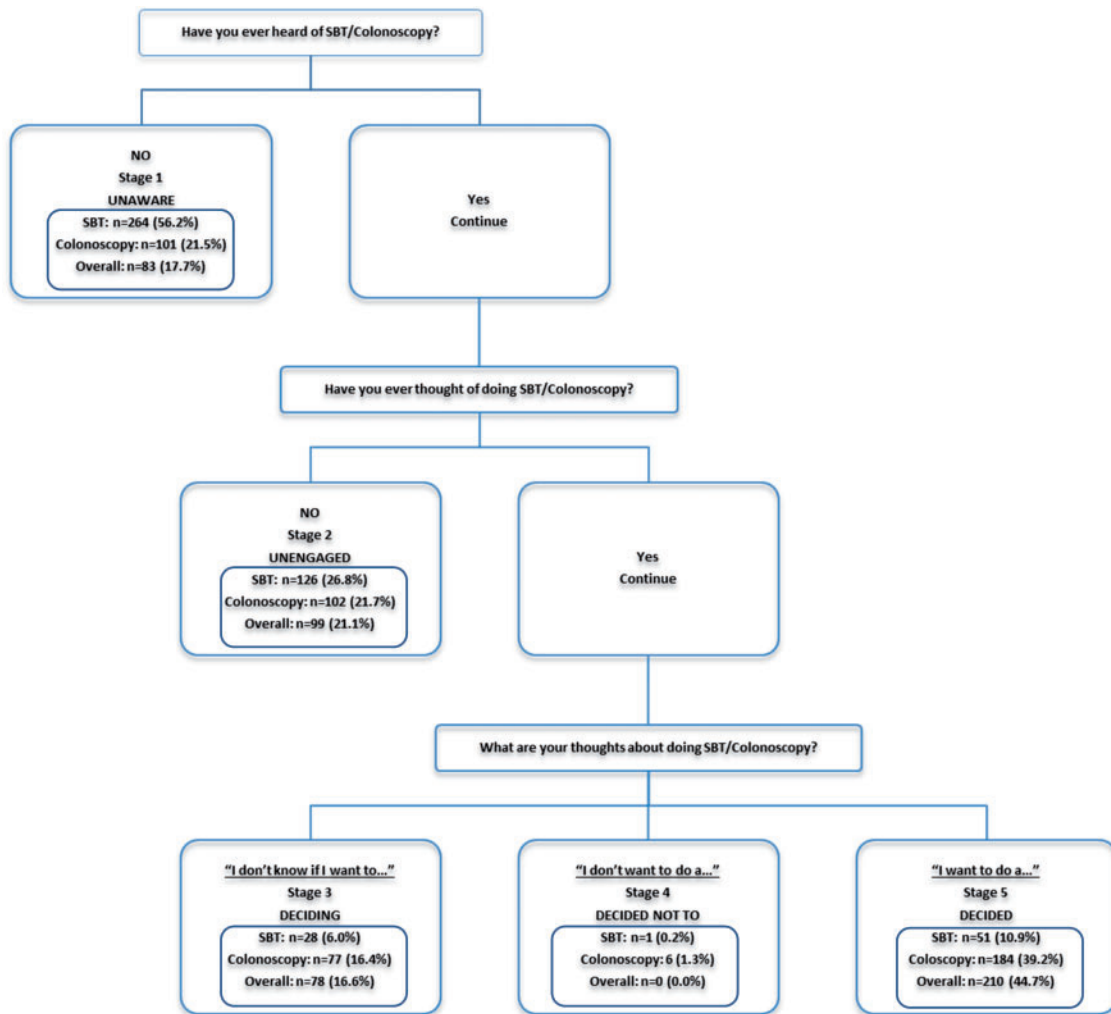 Have you ever heard of SBT/Colonoscopy?
NO
Stage 1
UNAWARE
SBT: n=264 (56.2%)
Colonoscopy: n=101 (21.5%)
Overall: n=83 (17.7%)
Yes
Continue
Have you ever thought of doing SBT/Colonoscopy?
NO
Stage 2
UNENGAGED
SBT: n=126 (26.8%)
Colonoscopy: n=102 (21.7%)
Overall: n=99 (21.1%)
Yes
Continue
What are your thoughts about doing SBT/Colonoscopy?
“I don’t know if I want to...”
Stage 3
DECIDING
SBT: n=28 (6.0%)
Colonoscopy: n=77 (16.4%)
Overall: n=78 (16.6%)
“I don’t want to do a...”
Stage 4
DECIDED NOT TO
SBT: n=1 (0.2%)
Colonoscopy: 6 (1.3%)
Overall: n=0 (0.0%)
“I want to do a...”
Stage 5
DECIDED
SBT: n=51 (10.9%)
Coloscopy: n=184 (39.2%)
Overall: n=210 (44.7%)